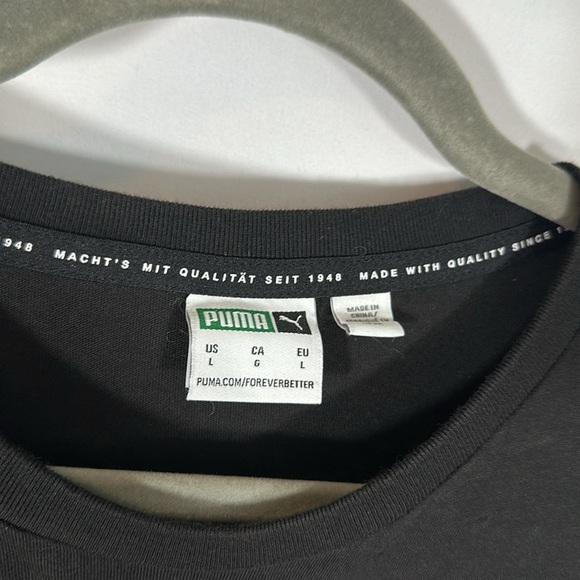 948 MACHT'S MIT QUALITÄT SEIT 1948 MADE WITH QUALITY SINCE
PUMA
US CA EU
L G L
PUMA.COM/FOREVERBETTER
MADE IN
CHINA/